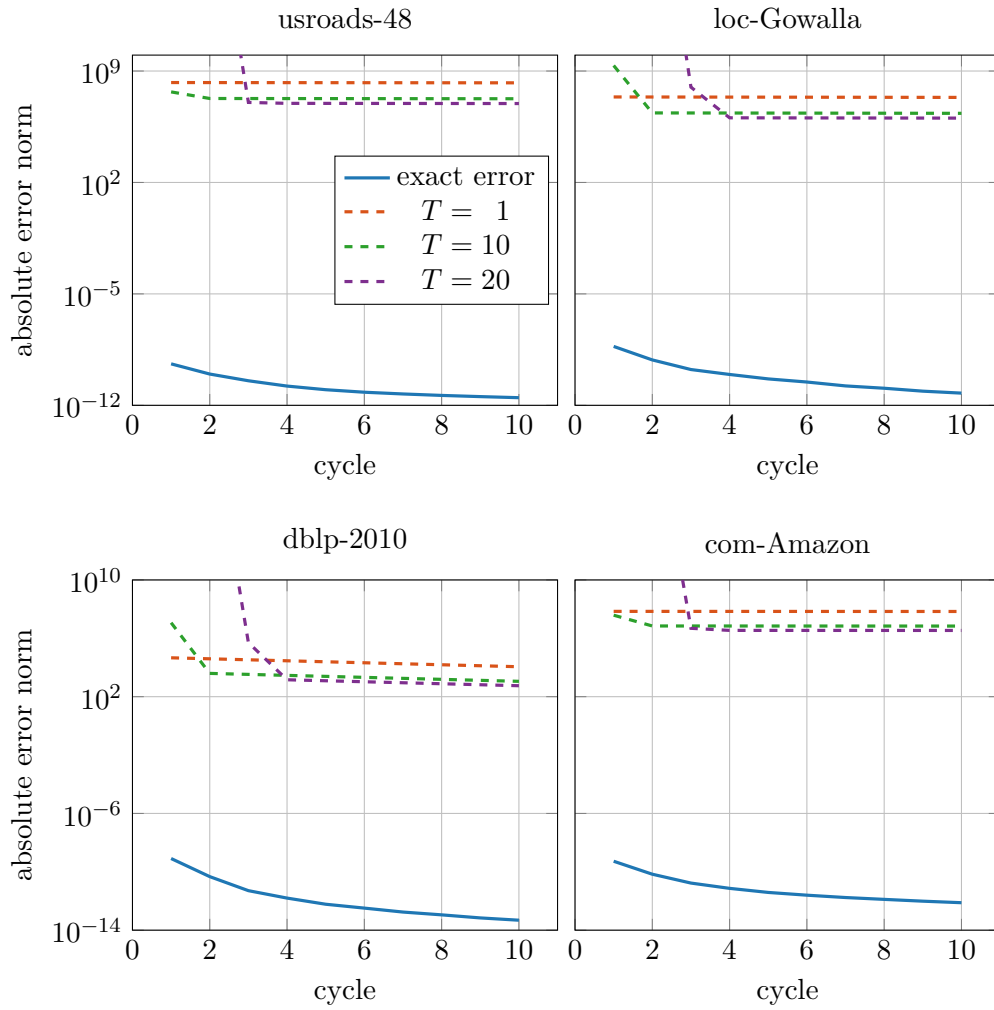 usroads-48
loc-Gowalla
10^9
10^2
10^-5
10^-12
absolute error norm
exact error
T = 1
T = 10
T = 20
0 2 4 6 8 10
cycle
0 2 4 6 8 10
cycle
dblp-2010
com-Amazon
10^10
10^2
10^-6
10^-14
absolute error norm
0 2 4 6 8 10
cycle
0 2 4 6 8 10
cycle